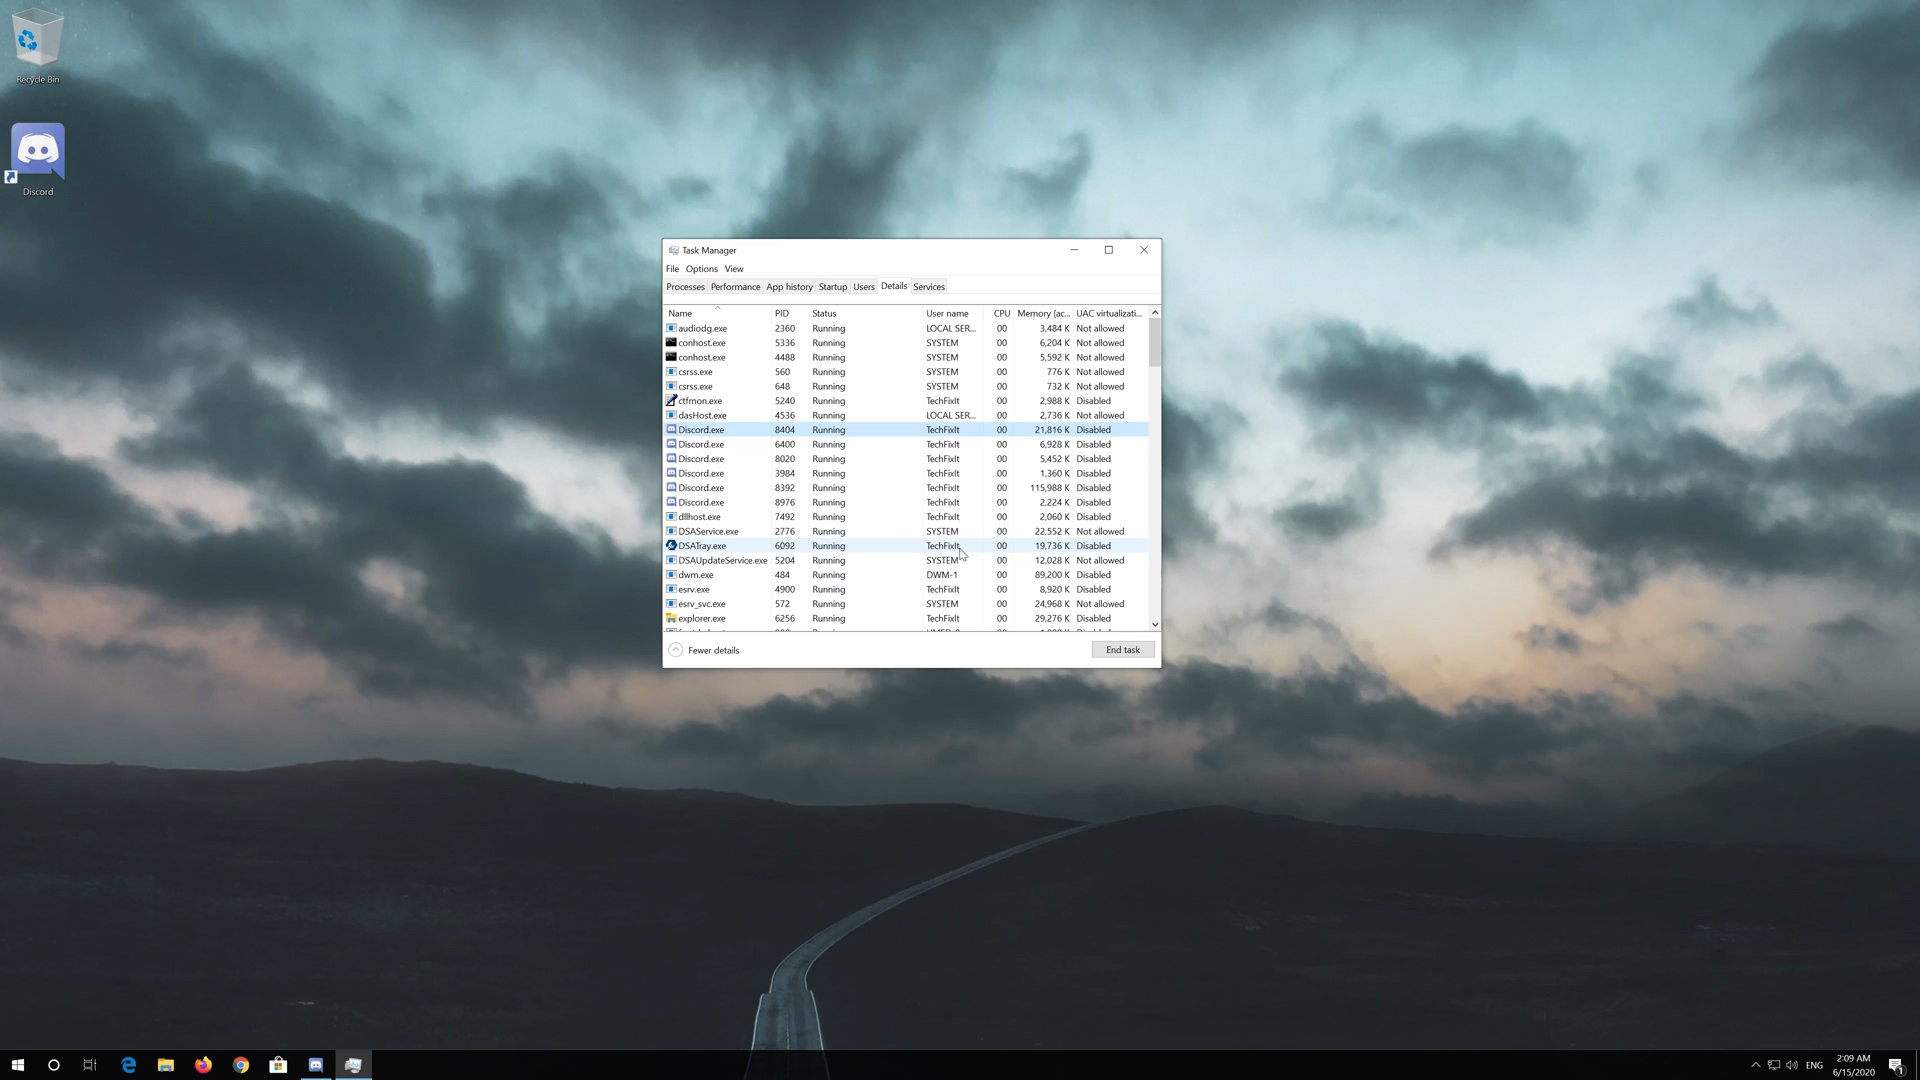 Recycle Bin
Discord
Task Manager
File Options View
Processes Performance App history Startup Users Details Services
Name PID Status User name CPU Memory (ac... UAC virtualizati...
audiodg.exe 2360 Running LOCAL SER... 00 3,484 K Not allowed
conhost.exe 5336 Running SYSTEM 00 6,204 K Not allowed
conhost.exe 4488 Running SYSTEM 00 5,592 K Not allowed
csrss.exe 560 Running SYSTEM 00 776 K Not allowed
csrss.exe 648 Running SYSTEM 00 732 K Not allowed
ctfmon.exe 5240 Running TechFixIt 00 2,988 K Disabled
dasHost.exe 4536 Running LOCAL SER... 00 2,736 K Not allowed
Discord.exe 8404 Running TechFixIt 00 21,816 K Disabled
Discord.exe 6400 Running TechFixIt 00 6,928 K Disabled
Discord.exe 8020 Running TechFixIt 00 5,452 K Disabled
Discord.exe 3984 Running TechFixIt 00 1,360 K Disabled
Discord.exe 8392 Running TechFixIt 00 115,988 K Disabled
Discord.exe 8976 Running TechFixIt 00 2,224 K Disabled
dllhost.exe 7492 Running TechFixIt 00 2,060 K Disabled
DSAService.exe 2776 Running SYSTEM 00 22,552 K Not allowed
DSATray.exe 6092 Running TechFixIt 00 19,736 K Disabled
DSAUpdateService.exe 5204 Running SYSTEM 00 12,028 K Not allowed
dwm.exe 484 Running DWM-1 00 89,200 K Disabled
esrv.exe 4900 Running TechFixIt 00 8,920 K Disabled
esrv_svc.exe 572 Running SYSTEM 00 24,968 K Not allowed
explorer.exe 6256 Running TechFixIt 00 29,276 K Disabled
Fewer details
End task
ENG
2:09 AM
6/15/2020
1